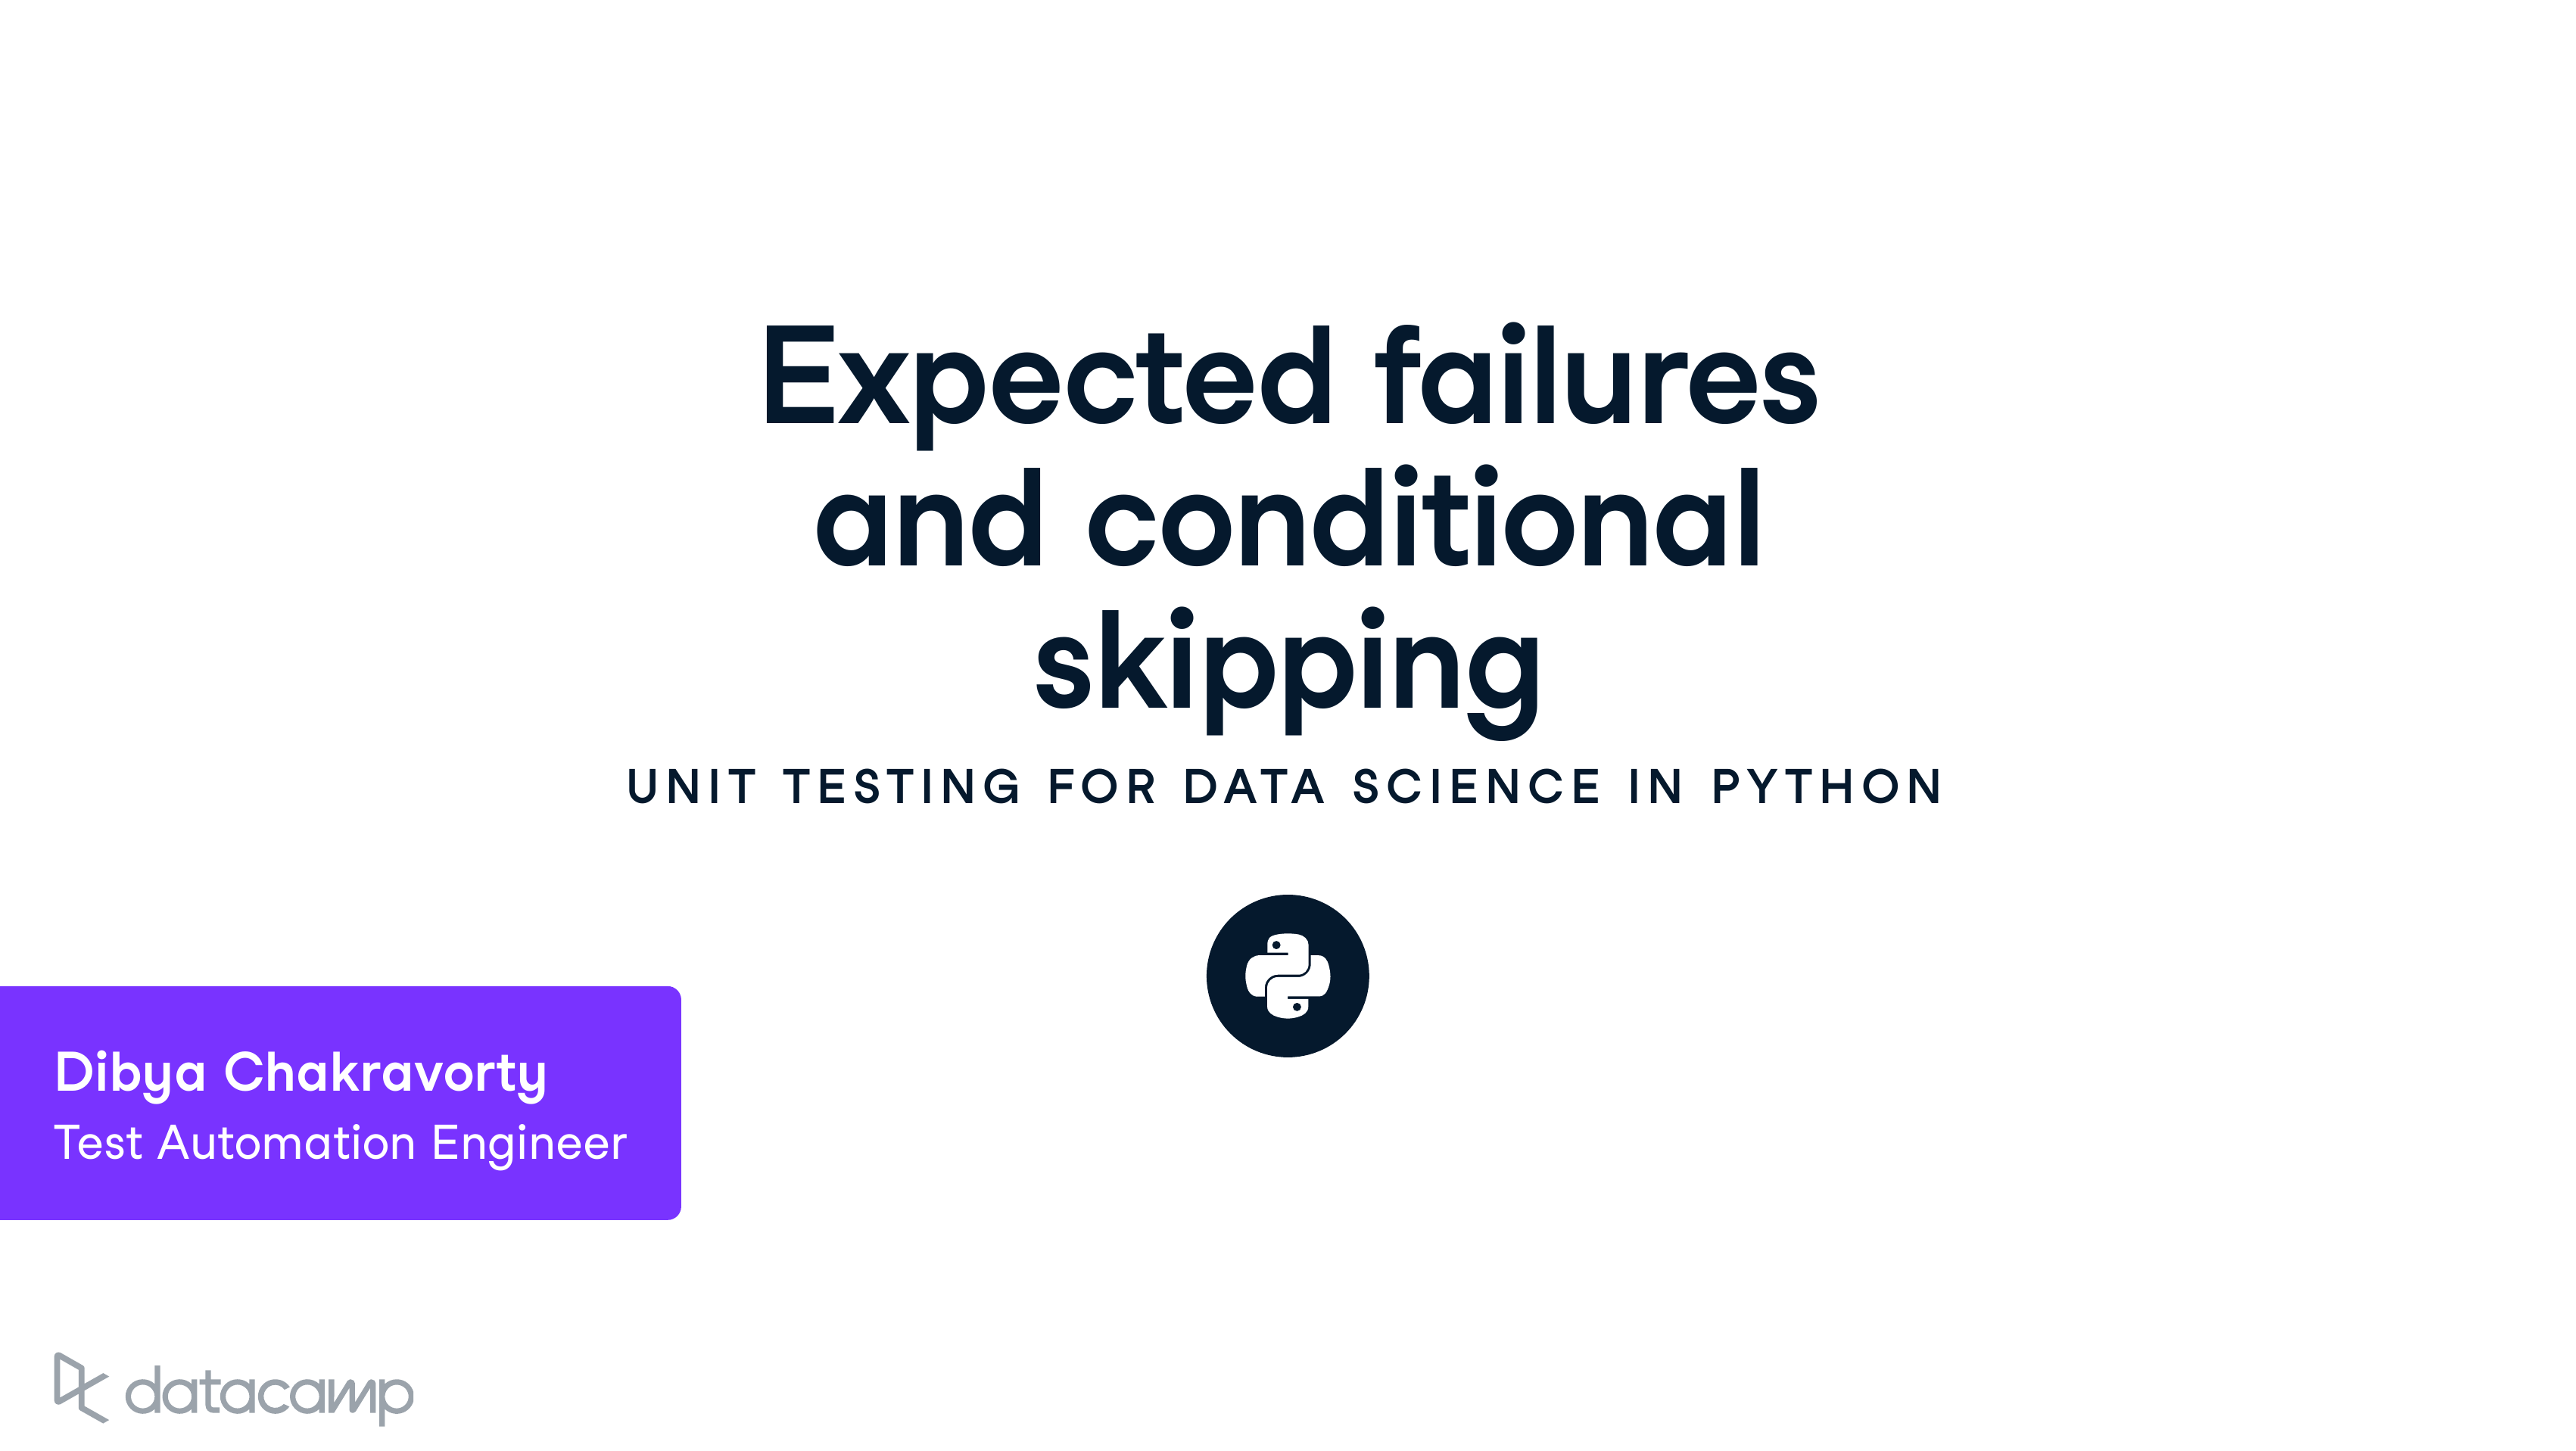 Expected failures
and conditional
skipping
UNIT TESTING FOR DATA SCIENCE IN PYTHON
Dibya Chakravorty
Test Automation Engineer
datacamp